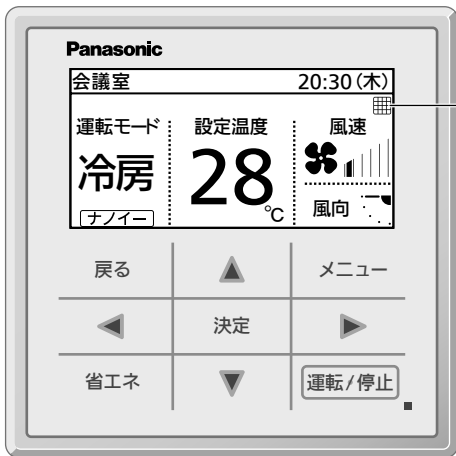 Panasonic
会議室 20:30(木)
運転モード 設定温度 風速
冷房 28℃
ナノイー 風向
戻る メニュー
決定
省エネ 運転/停止